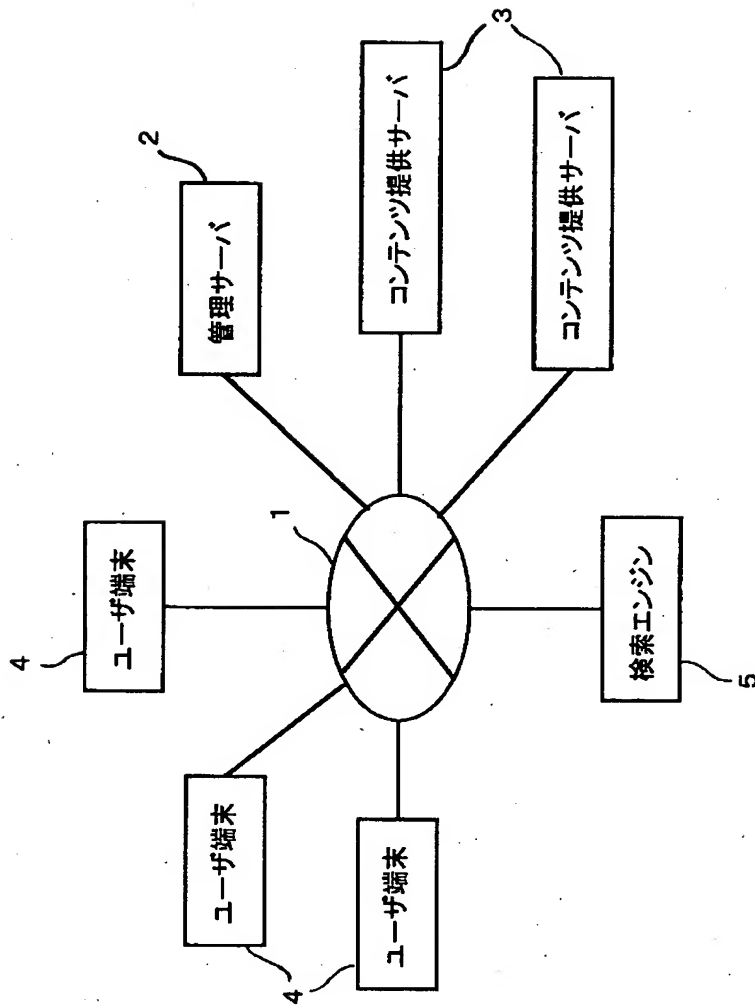 4
ユーザ端末
2
管理サーバ
ユーザ端末
1
コンテンツ提供サーバ
3
4
ユーザ端末
検索エンジン
5
コンテンツ提供サーバ